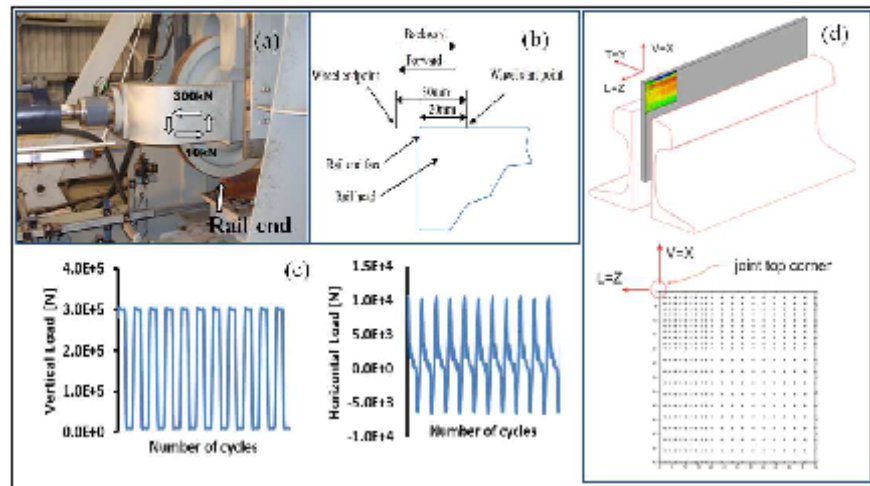 (a)
300kN
10kN
Rail end
(b)
Backward
Forward
Wheel endpoint
Wheel start point
20mm
Rail end face
Rail head
(c)
4.0E+5
3.0E+5
2.0E+5
1.0E+5
0.0E+0
Vertical Load [N]
Number of cycles
1.5E+4
1.0E+4
5.0E+3
0.0E+0
-5.0E+3
-1.0E+4
Horizontal Load [N]
Number of cycles
(d)
V=X
T=Y
L=Z
V=X
L=Z
joint top corner